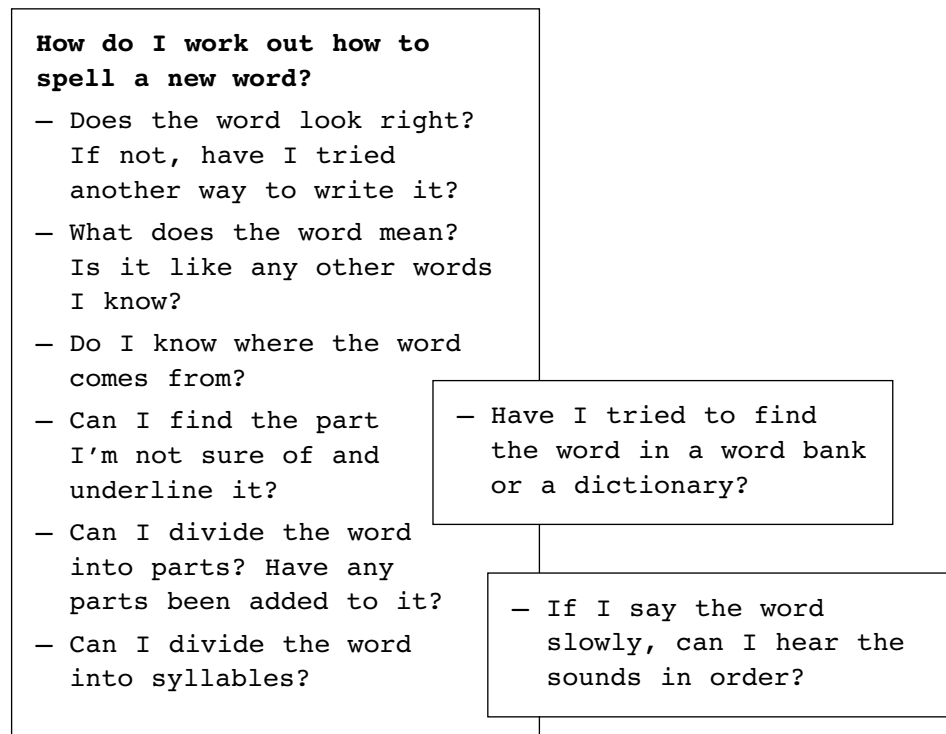 How do I work out how to
spell a new word?
– Does the word look right?
If not, have I tried
another way to write it?
– What does the word mean?
Is it like any other words
I know?
– Do I know where the word
comes from?
– Can I find the part
I'm not sure of and
underline it?
– Can I divide the word
into parts? Have any
parts been added to it?
– Can I divide the word
into syllables?
– Have I tried to find
the word in a word bank
or a dictionary?
– If I say the word
slowly, can I hear the
sounds in order?